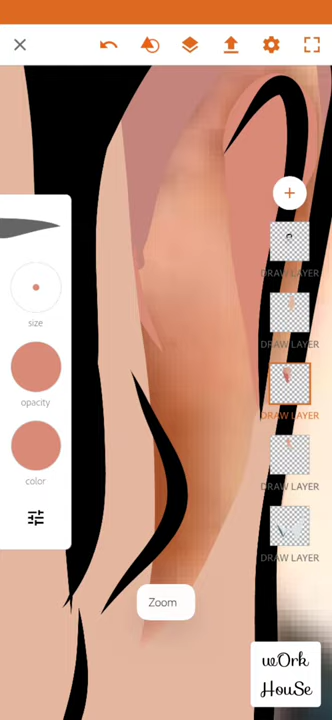 DRAW LAYER
size
DRAW LAYER
opacity
DRAW LAYER
color
DRAW LAYER
DRAW LAYER
Zoom
wOrk
HouSe